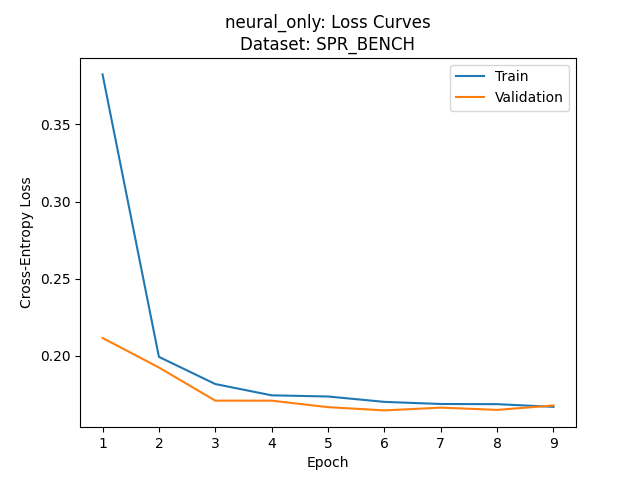 neural_only: Loss Curves
Dataset: SPR_BENCH
Train
Validation
0.35
0.30
0.25
0.20
Cross-Entropy Loss
1 2 3 4 5 6 7 8 9
Epoch